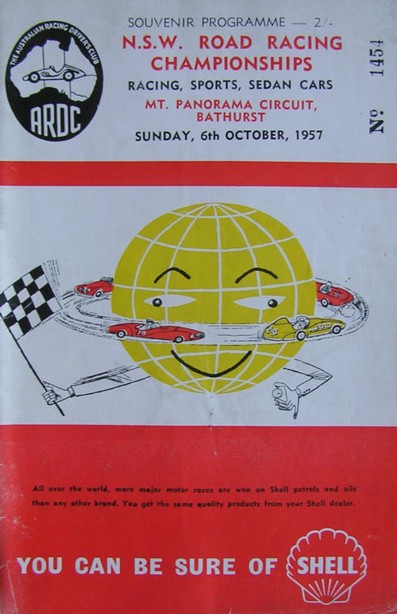 SOUVENIR PROGRAMME — 2/-
THE AUSTRALIAN RACING DRIVERS CLUB
ARDC
N.S.W. ROAD RACING
CHAMPIONSHIPS
RACING, SPORTS, SEDAN CARS
MT. PANORAMA CIRCUIT,
BATHURST
SUNDAY, 6th OCTOBER, 1957
Nº 1454
All over the world, more major motor races are won on Shell petrols and oils
than any other brand. You get the same quality products from your Shell dealer.
YOU CAN BE SURE OF SHELL